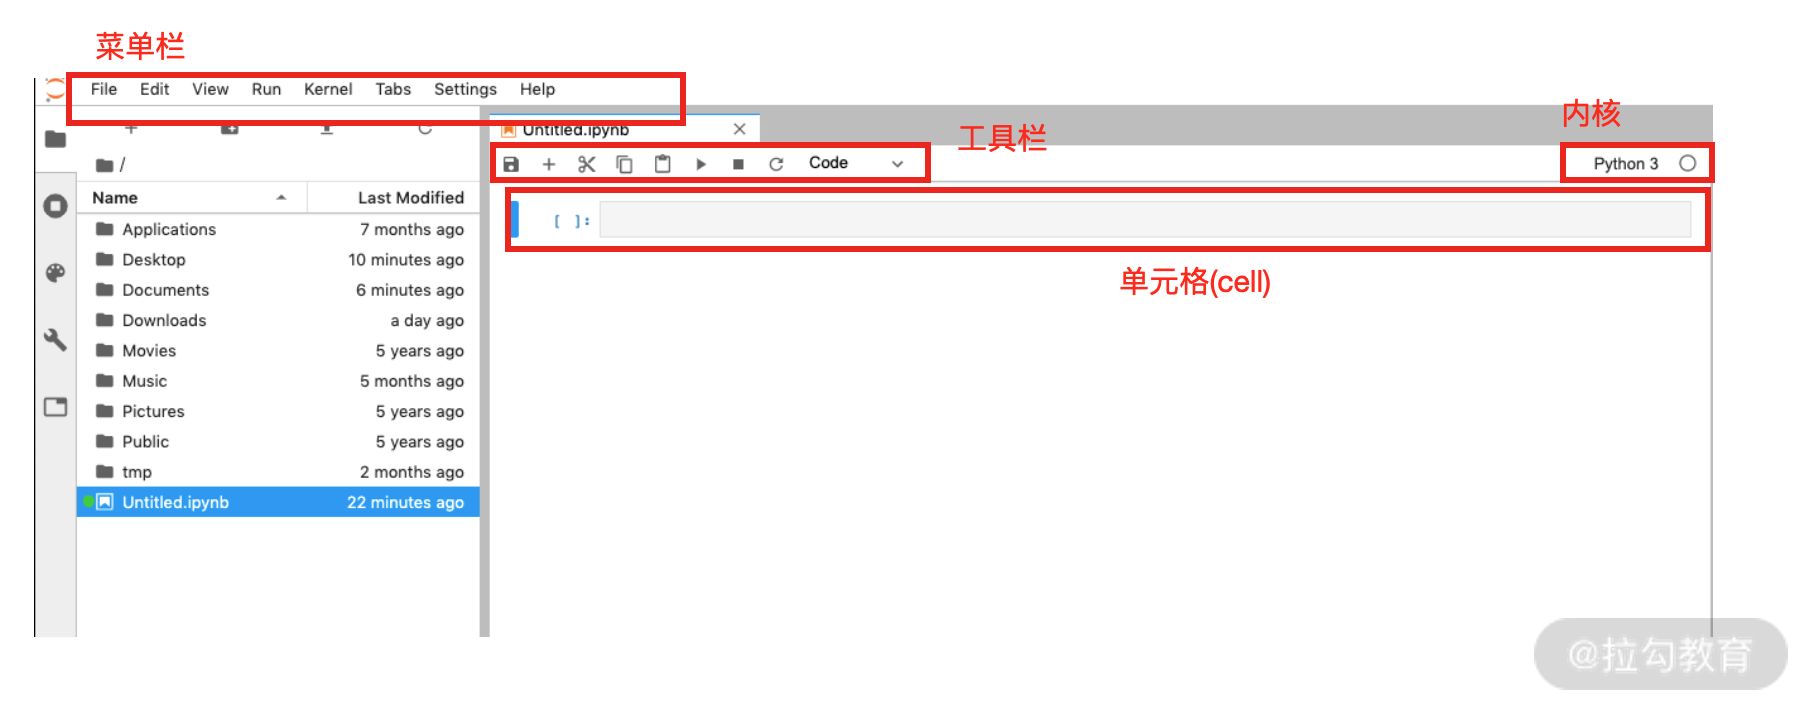 菜单栏
File Edit View Run Kernel Tabs Settings Help
内核
Untitled.ipynb
工具栏
/
Code
Python 3
Name Last Modified
[ ]:
Applications 7 months ago
Desktop 10 minutes ago
单元格(cell)
Documents 6 minutes ago
Downloads a day ago
Movies 5 years ago
Music 5 months ago
Pictures 5 years ago
Public 5 years ago
tmp 2 months ago
Untitled.ipynb 22 minutes ago
@拉勾教育